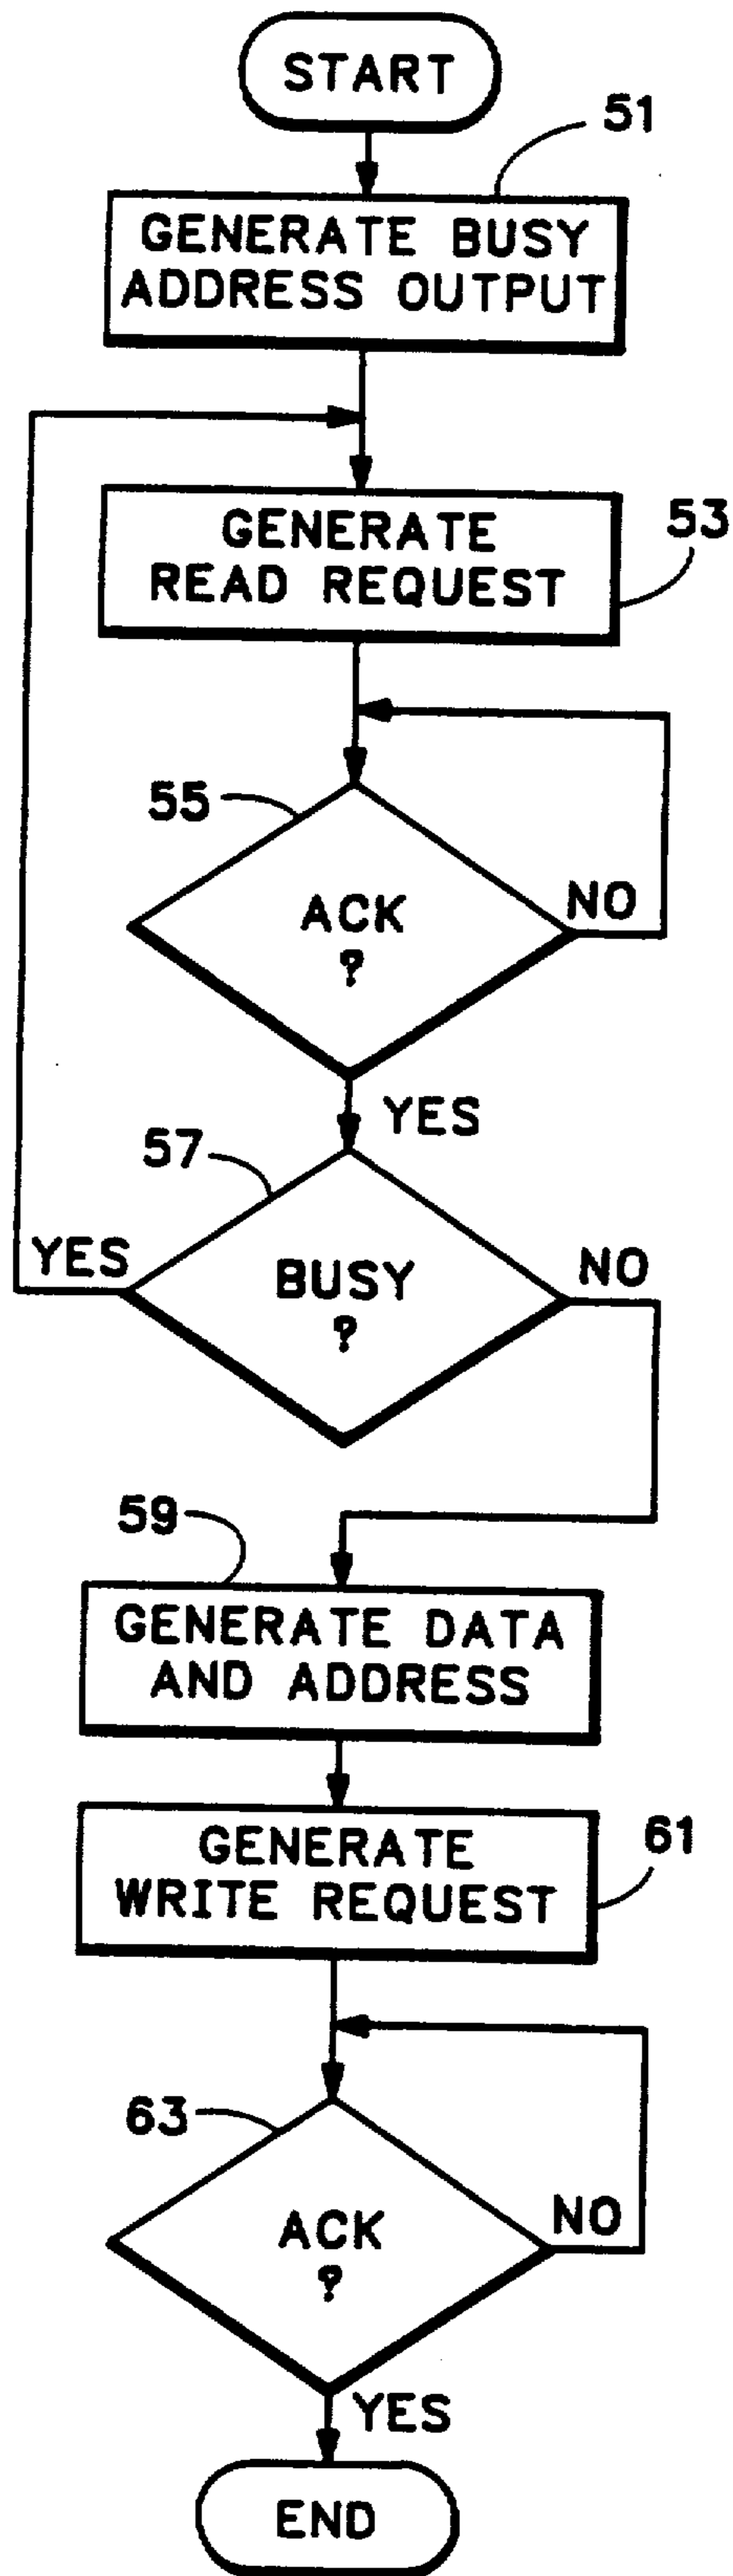 START
51
GENERATE BUSY
ADDRESS OUTPUT
GENERATE
READ REQUEST
53
55
ACK
?
NO
YES
57
YES
BUSY
?
NO
59
GENERATE DATA
AND ADDRESS
GENERATE
WRITE REQUEST
61
63
ACK
?
NO
YES
END